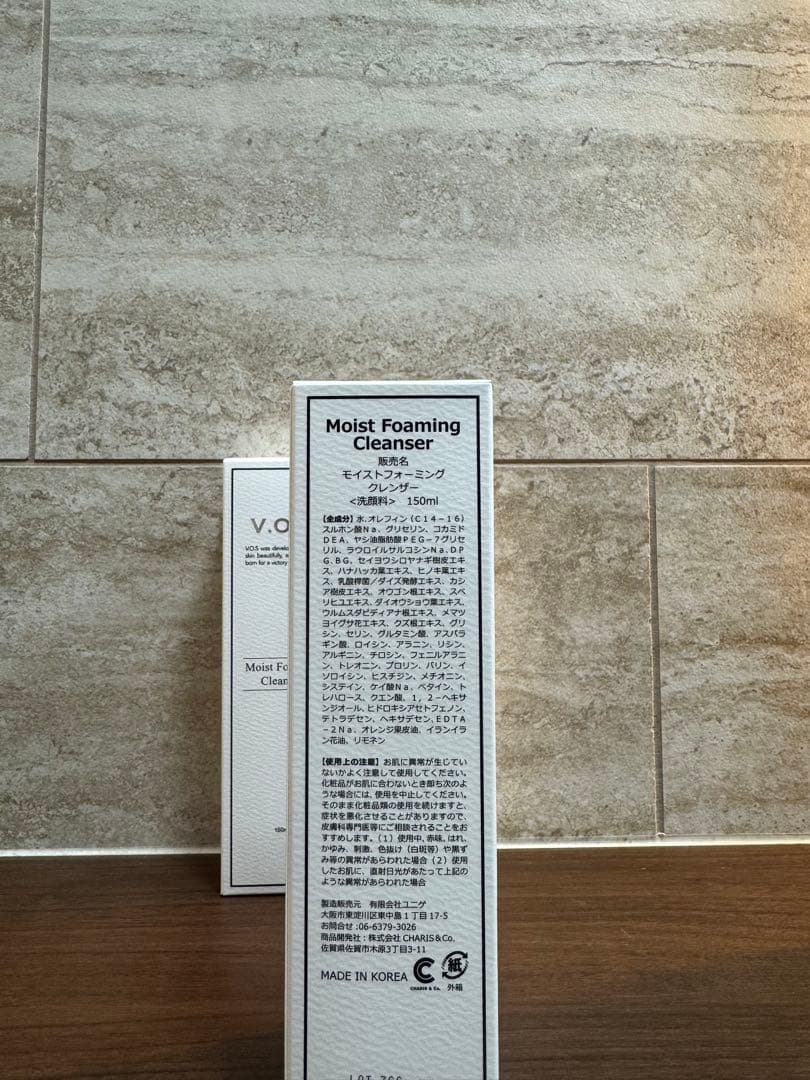 Moist Foaming
Cleanser
販売名
モイストフォーミング
クレンザー
<洗顔料> 150ml
【全成分】水、オレフィン(C14-16)
スルホン酸Na、グリセリン、コカミド
DEA、ヤシ油脂肪酸PEG-7グリセ
リル、ラウロイルサルコシンNa、DP
G、BG、セイヨウシロヤナギ樹皮エキ
ス、ハナハッカ葉エキス、ヒノキ葉エキ
ス、乳酸桿菌/ダイズ発酵エキス、カシ
ア樹皮エキス、オウゴン根エキス、スベ
リヒユエキス、ダイオウショウ葉エキス、
ウルムスダビディアナ根エキス、メマツ
ヨイグサ花エキス、クズ根エキス、グリ
シン、セリン、グルタミン酸、アスパラ
ギン酸、ロイシン、アラニン、リシン、
アルギニン、チロシン、フェニルアラニ
ン、トレオニン、プロリン、バリン、イ
ソロイシン、ヒスチジン、メチオニン、
システイン、ケイ酸Na、ベタイン、ト
レハロース、クエン酸、1,2-ヘキサ
ンジオール、ヒドロキシアセトフェノン、
テトラデセン、ヘキサデセン、EDTA
-2Na、オレンジ果皮油、イランイラ
ン花油、リモネン
【使用上の注意】お肌に異常が生じてい
ないかよく注意して使用してください。
化粧品がお肌に合わないとき即ち次のよ
うな場合には、使用を中止してください。
そのまま化粧品類の使用を続けますと、
症状を悪化させることがありますので、
皮膚科専門医等にご相談されることをお
すすめします。(1)使用中、赤味、はれ、
かゆみ、刺激、色抜け(白斑等)や黒ず
み等の異常があらわれた場合(2)使用
したお肌に、直射日光があたって上記の
ような異常があらわれた場合
製造販売元 有限会社ユニゲ
大阪市東淀川区東中島1丁目17-5
お問合せ:06-6379-3026
商品開発社:株式会社CHARIS&Co.
佐賀県佐賀市木原3丁目3-11
MADE IN KOREA
CHARIS & Co.
紙
外箱
V.O
V.O.S was develo
skin beautifully, a
born for a victory
Moist Fo
Clean
150m